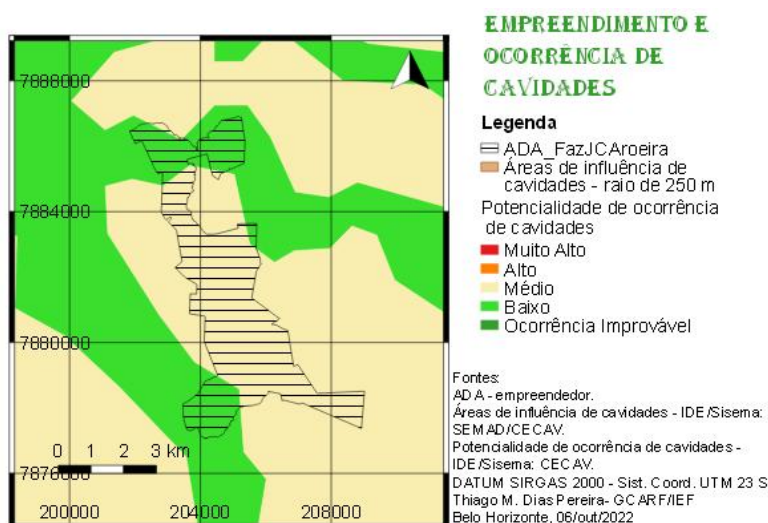 EMPREENDIMENTO E
OCORRÊNCIA DE
CAVIDADES
Legenda
ADA_FazJCAroeira
Áreas de influência de
cavidades - raio de 250 m
Potencialidade de ocorrência
de cavidades
Muito Alto
Alto
Médio
Baixo
Ocorrência Improvável
Fontes:
ADA - empreendedor.
Áreas de influência de cavidades - IDE/Sisema:
SEMAD/CECAV.
Potencialidade de ocorrência de cavidades -
IDE/Sisema: CECAV.
DATUM SIRGAS 2000 - Sist. Coord. UTM 23 S
Thiago M. Dias Pereira- GCARF/IEF
Belo Horizonte, 06/out/2022
7888000
7884000
7880000
7876000
0 1 2 3 km
200000 204000 208000